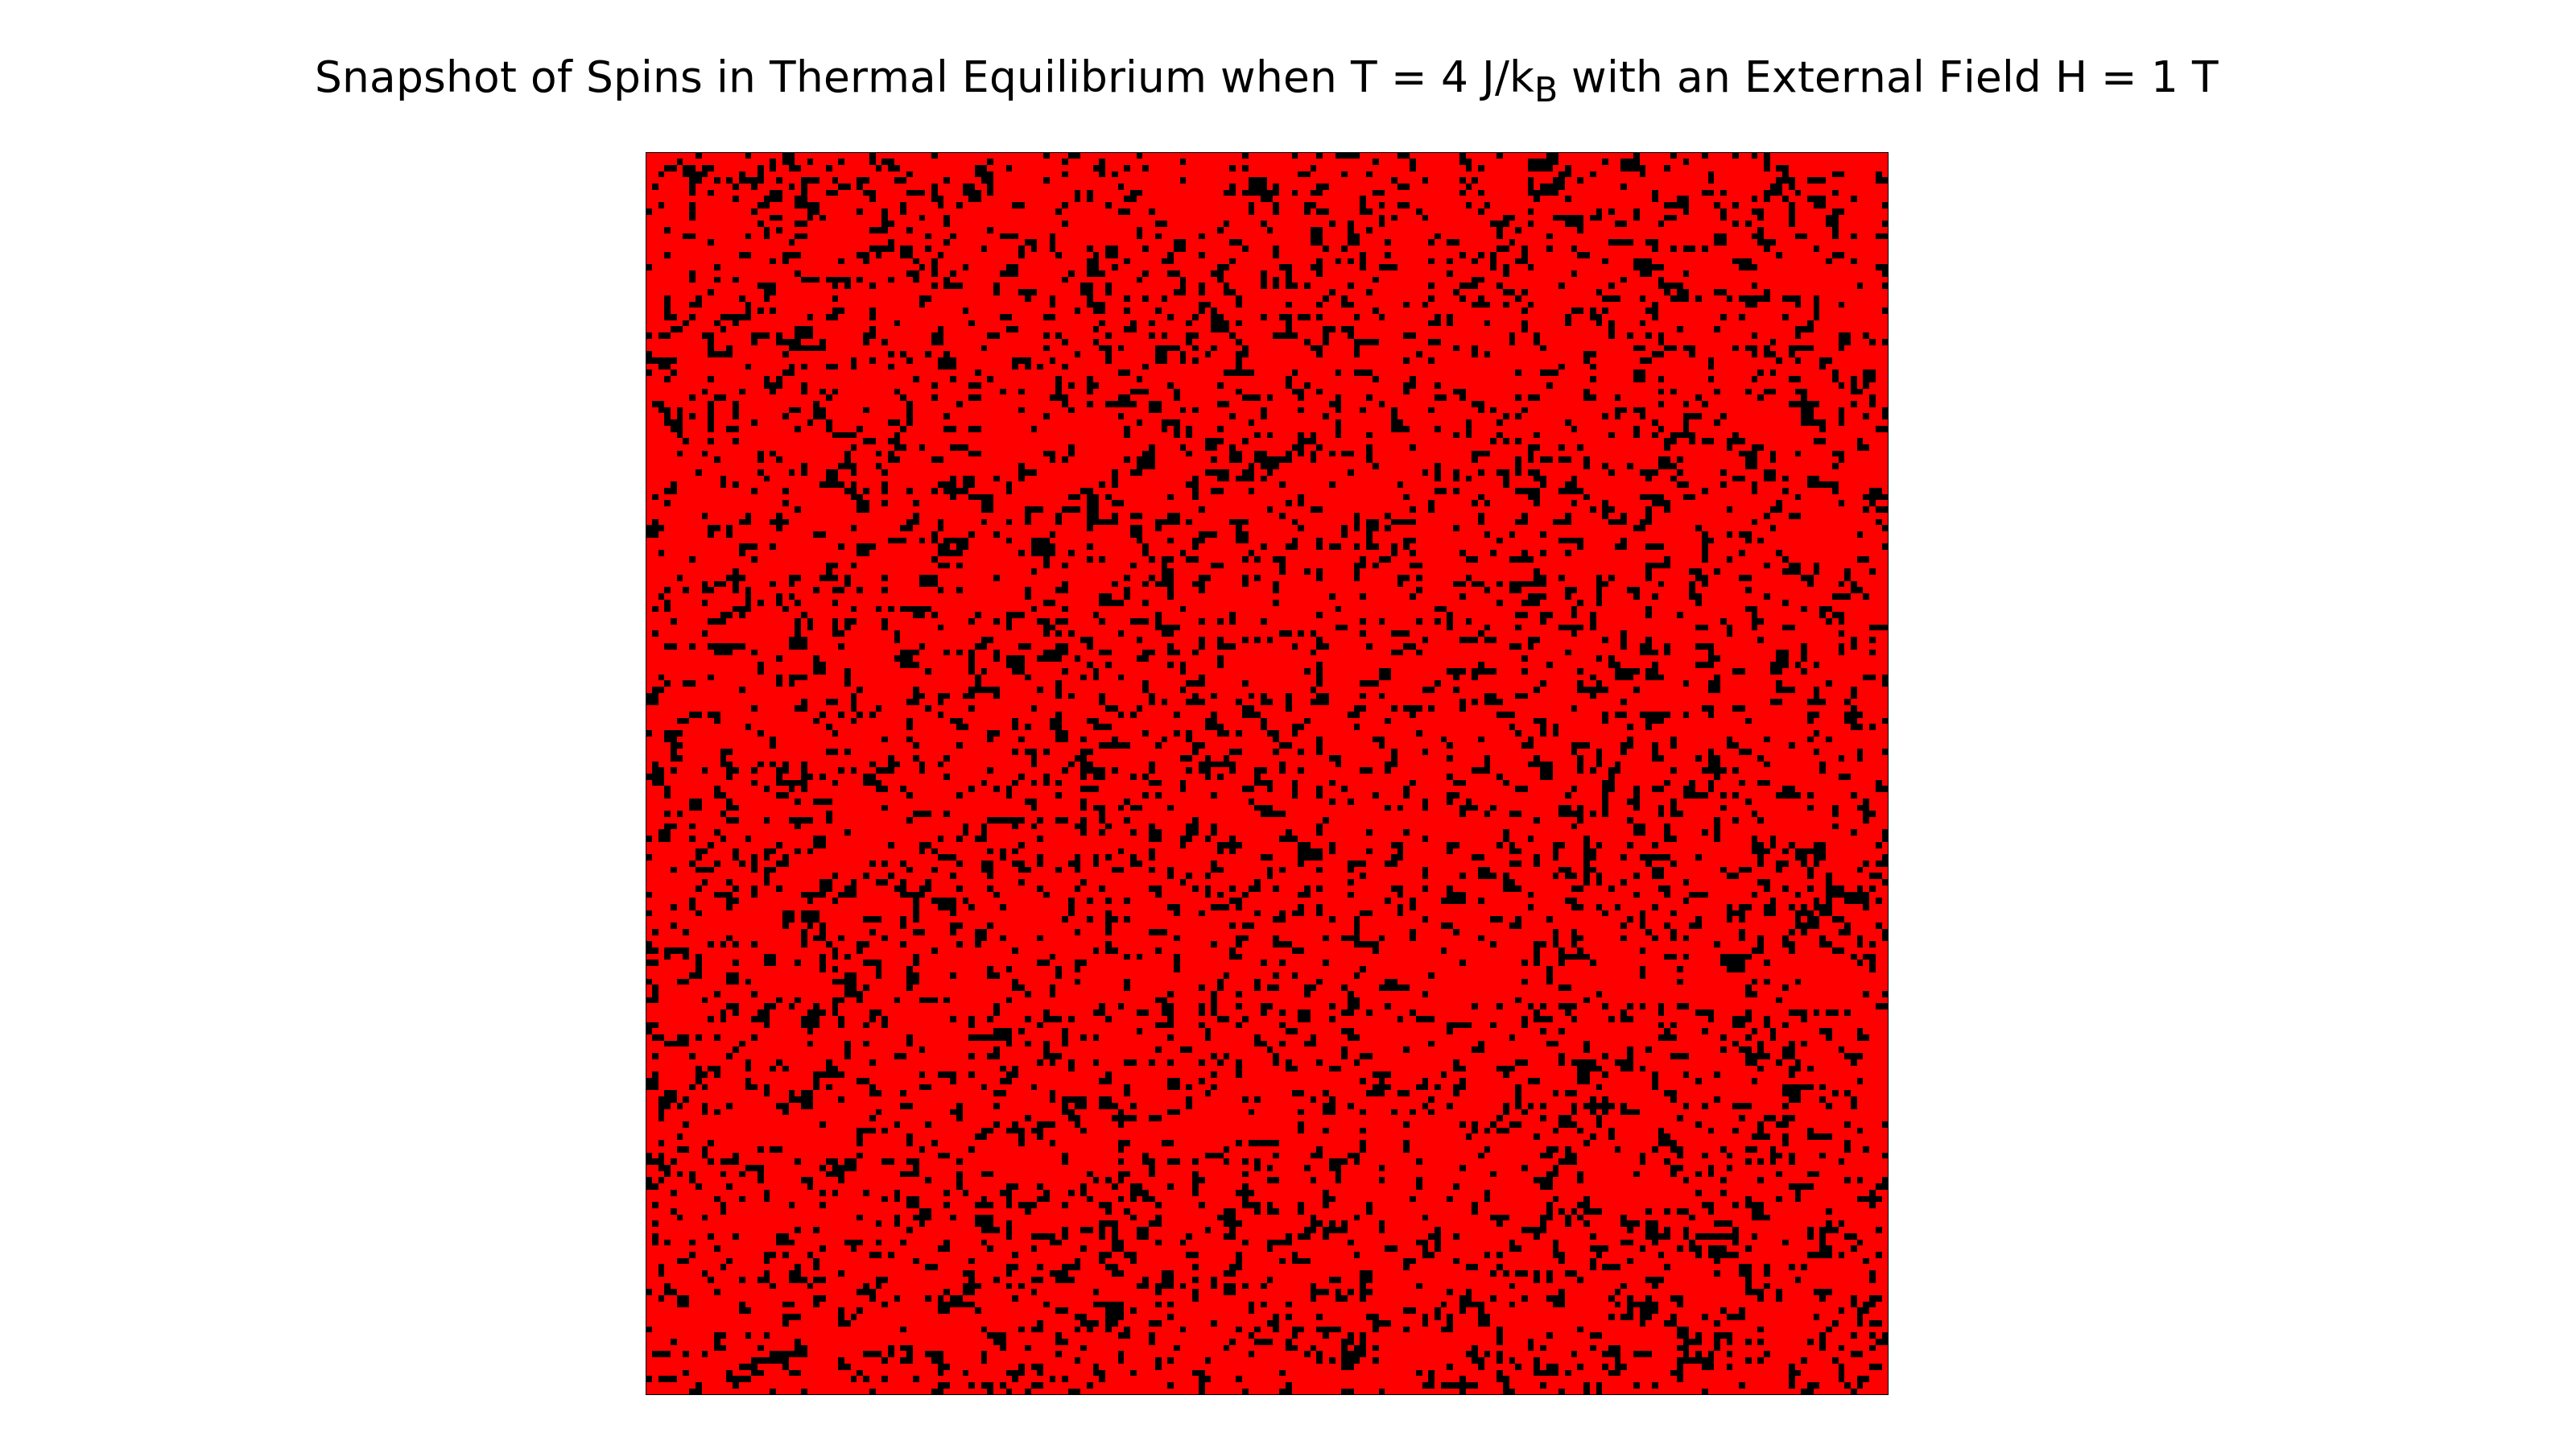 Snapshot of Spins in Thermal Equilibrium when T = 4 J/k_B with an External Field H = 1 T